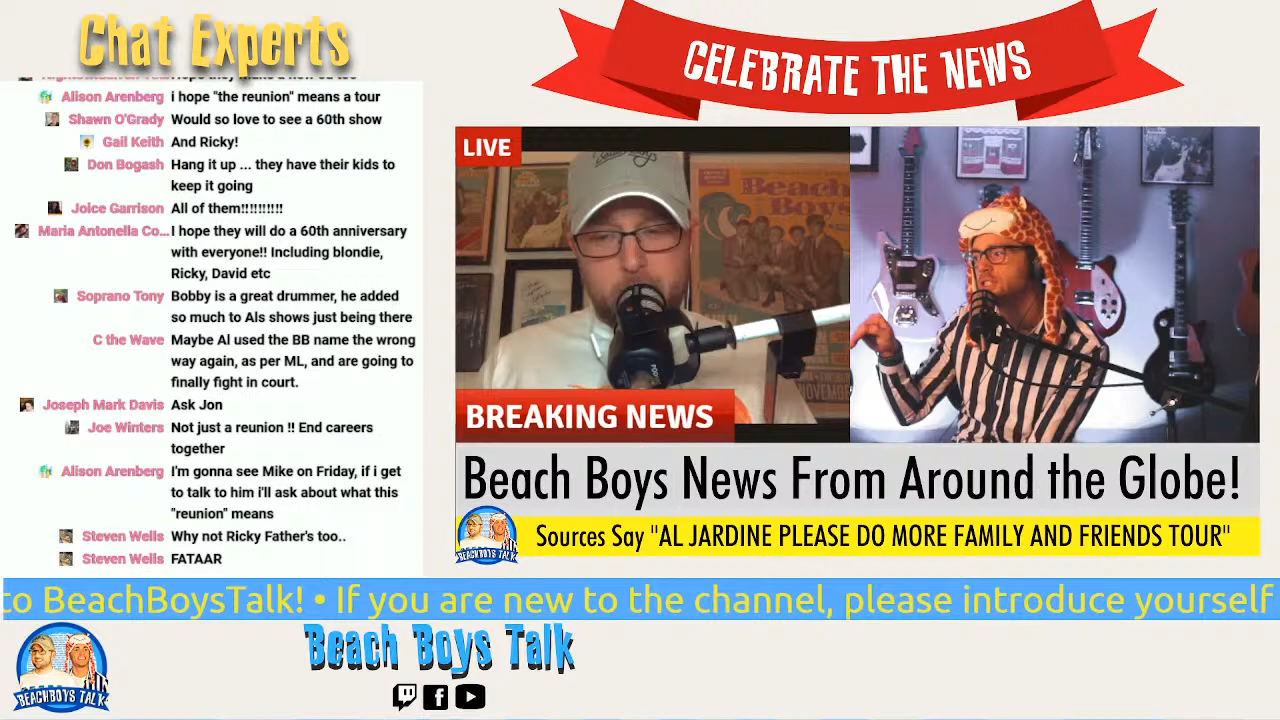 Chat Experts
Alison Arenberg i hope "the reunion" means a tour
Shawn O'Grady Would so love to see a 60th show
Gail Keith And Ricky!
Don Bogash Hang it up ... they have their kids to
keep it going
Joice Garrison All of them!!!!!!!!!!
Maria Antonella Co... I hope they will do a 60th anniversary
with everyone!! Including blondie,
Ricky, David etc
Soprano Tony Bobby is a great drummer, he added
so much to Als shows just being there
C the Wave Maybe Al used the BB name the wrong
way again, as per ML, and are going to
finally fight in court.
Joseph Mark Davis Ask Jon
Joe Winters Not just a reunion !! End careers
together
Alison Arenberg I'm gonna see Mike on Friday, if i get
to talk to him i'll ask about what this
"reunion" means
Steven Wells Why not Ricky Father's too..
Steven Wells FATAAR
CELEBRATE THE NEWS
LIVE
Beach
Boys
BREAKING NEWS
Beach Boys News From Around the Globe!
BEACHBOYS TALK
Sources Say "AL JARDINE PLEASE DO MORE FAMILY AND FRIENDS TOUR"
to BeachBoysTalk! • If you are new to the channel, please introduce yourself
BEACHBOYS TALK
Beach Boys Talk